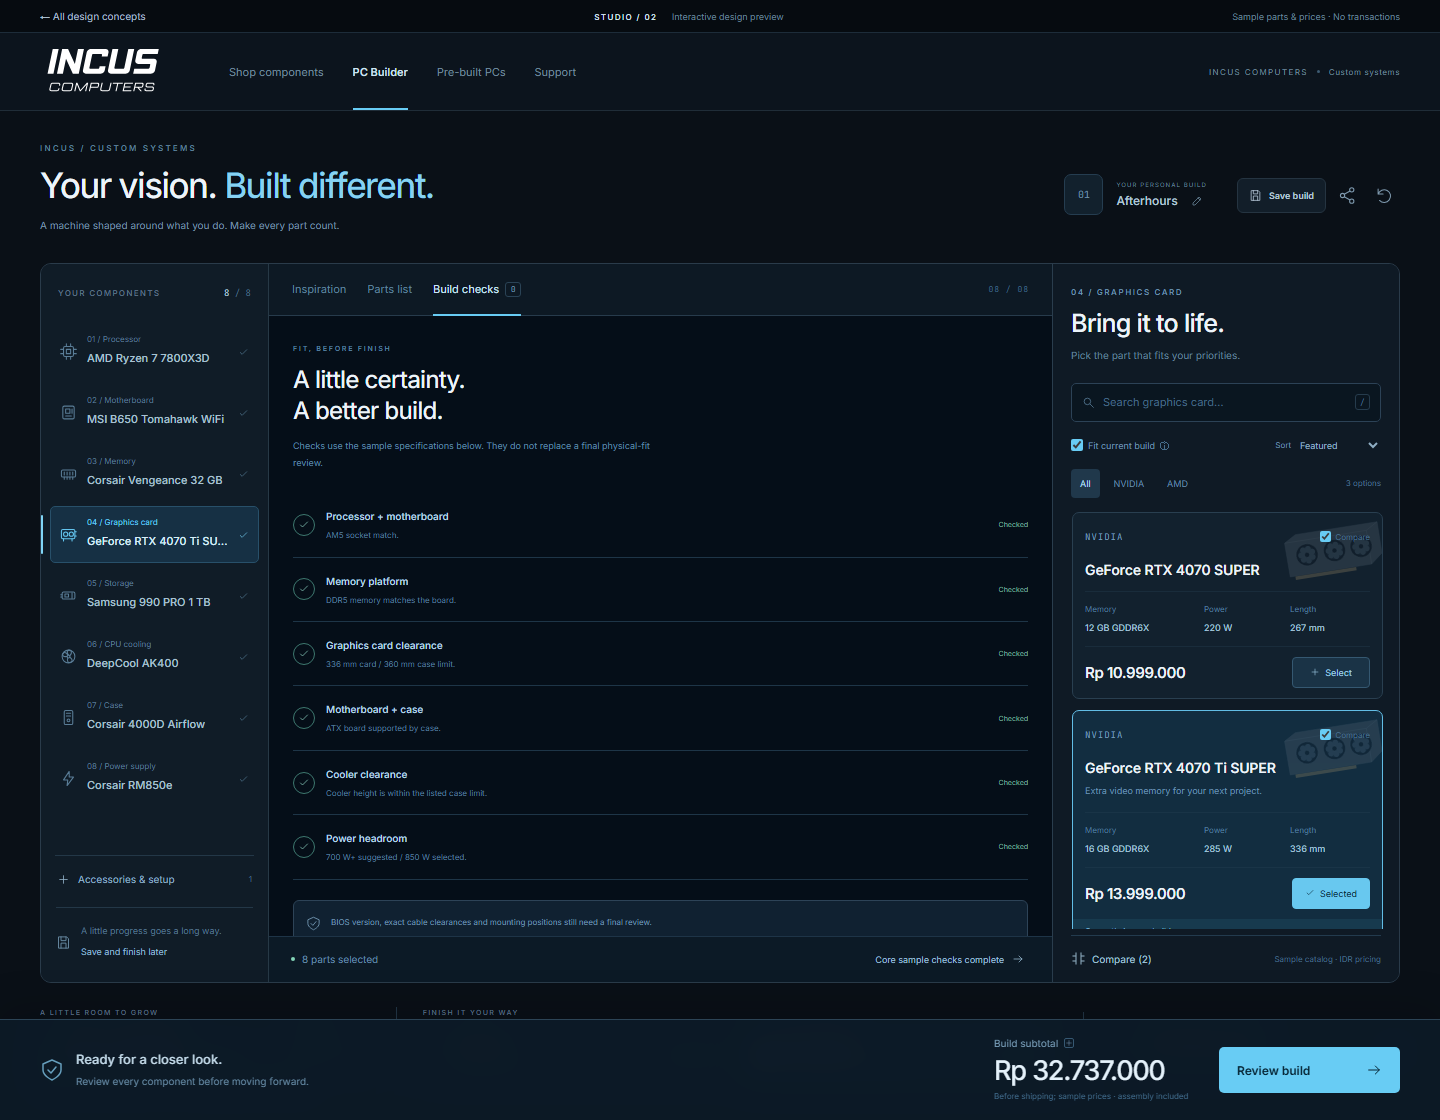 ← All design concepts
STUDIO / 02 Interactive design preview
Sample parts & prices · No transactions
INCUS
COMPUTERS
Shop components
PC Builder
Pre-built PCs
Support
INCUS COMPUTERS • Custom systems
INCUS / CUSTOM SYSTEMS
Your vision. Built different.
A machine shaped around what you do. Make every part count.
01
YOUR PERSONAL BUILD
Afterhours
Save build
YOUR COMPONENTS 8 / 8
01 / Processor
AMD Ryzen 7 7800X3D
02 / Motherboard
MSI B650 Tomahawk WiFi
03 / Memory
Corsair Vengeance 32 GB
04 / Graphics card
GeForce RTX 4070 Ti SU...
05 / Storage
Samsung 990 PRO 1 TB
06 / CPU cooling
DeepCool AK400
07 / Case
Corsair 4000D Airflow
08 / Power supply
Corsair RM850e
Accessories & setup 1
A little progress goes a long way.
Save and finish later
Inspiration
Parts list
Build checks 0
08 / 08
FIT, BEFORE FINISH
A little certainty.
A better build.
Checks use the sample specifications below. They do not replace a final physical-fit
review.
Processor + motherboard
AM5 socket match.
Checked
Memory platform
DDR5 memory matches the board.
Checked
Graphics card clearance
336 mm card / 360 mm case limit.
Checked
Motherboard + case
ATX board supported by case.
Checked
Cooler clearance
Cooler height is within the listed case limit.
Checked
Power headroom
700 W+ suggested / 850 W selected.
Checked
BIOS version, exact cable clearances and mounting positions still need a final review.
8 parts selected
Core sample checks complete →
04 / GRAPHICS CARD
Bring it to life.
Pick the part that fits your priorities.
Search graphics card... /
Fit current build
Sort Featured
All
NVIDIA
AMD
3 options
NVIDIA
Compare
GeForce RTX 4070 SUPER
Memory Power Length
12 GB GDDR6X 220 W 267 mm
Rp 10.999.000
+ Select
NVIDIA
Compare
GeForce RTX 4070 Ti SUPER
Extra video memory for your next project.
Memory Power Length
16 GB GDDR6X 285 W 336 mm
Rp 13.999.000
Selected
Compare (2)
Sample catalog · IDR pricing
A LITTLE ROOM TO GROW
FINISH IT YOUR WAY
Ready for a closer look.
Review every component before moving forward.
Build subtotal
Rp 32.737.000
Before shipping; sample prices · assembly included
Review build →